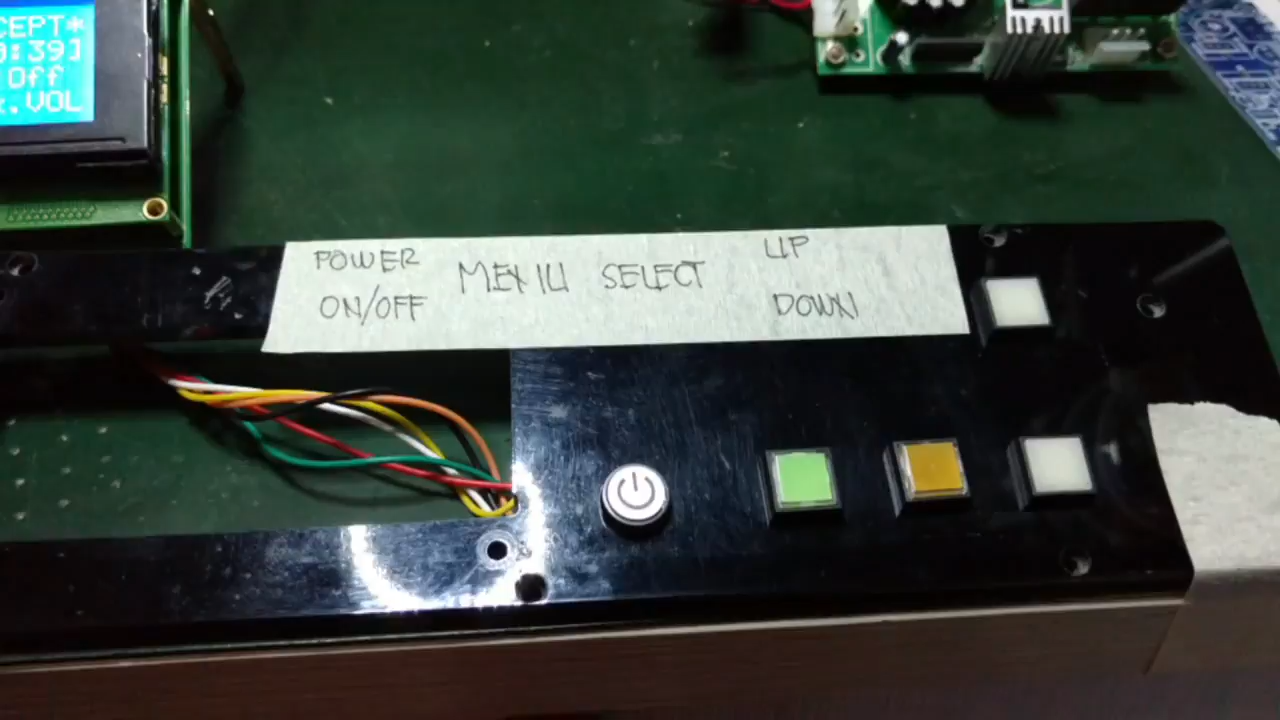 CEPT*
0:39]
Off
.VOL
POWER
ON/OFF
MENU SELECT
UP
DOWN